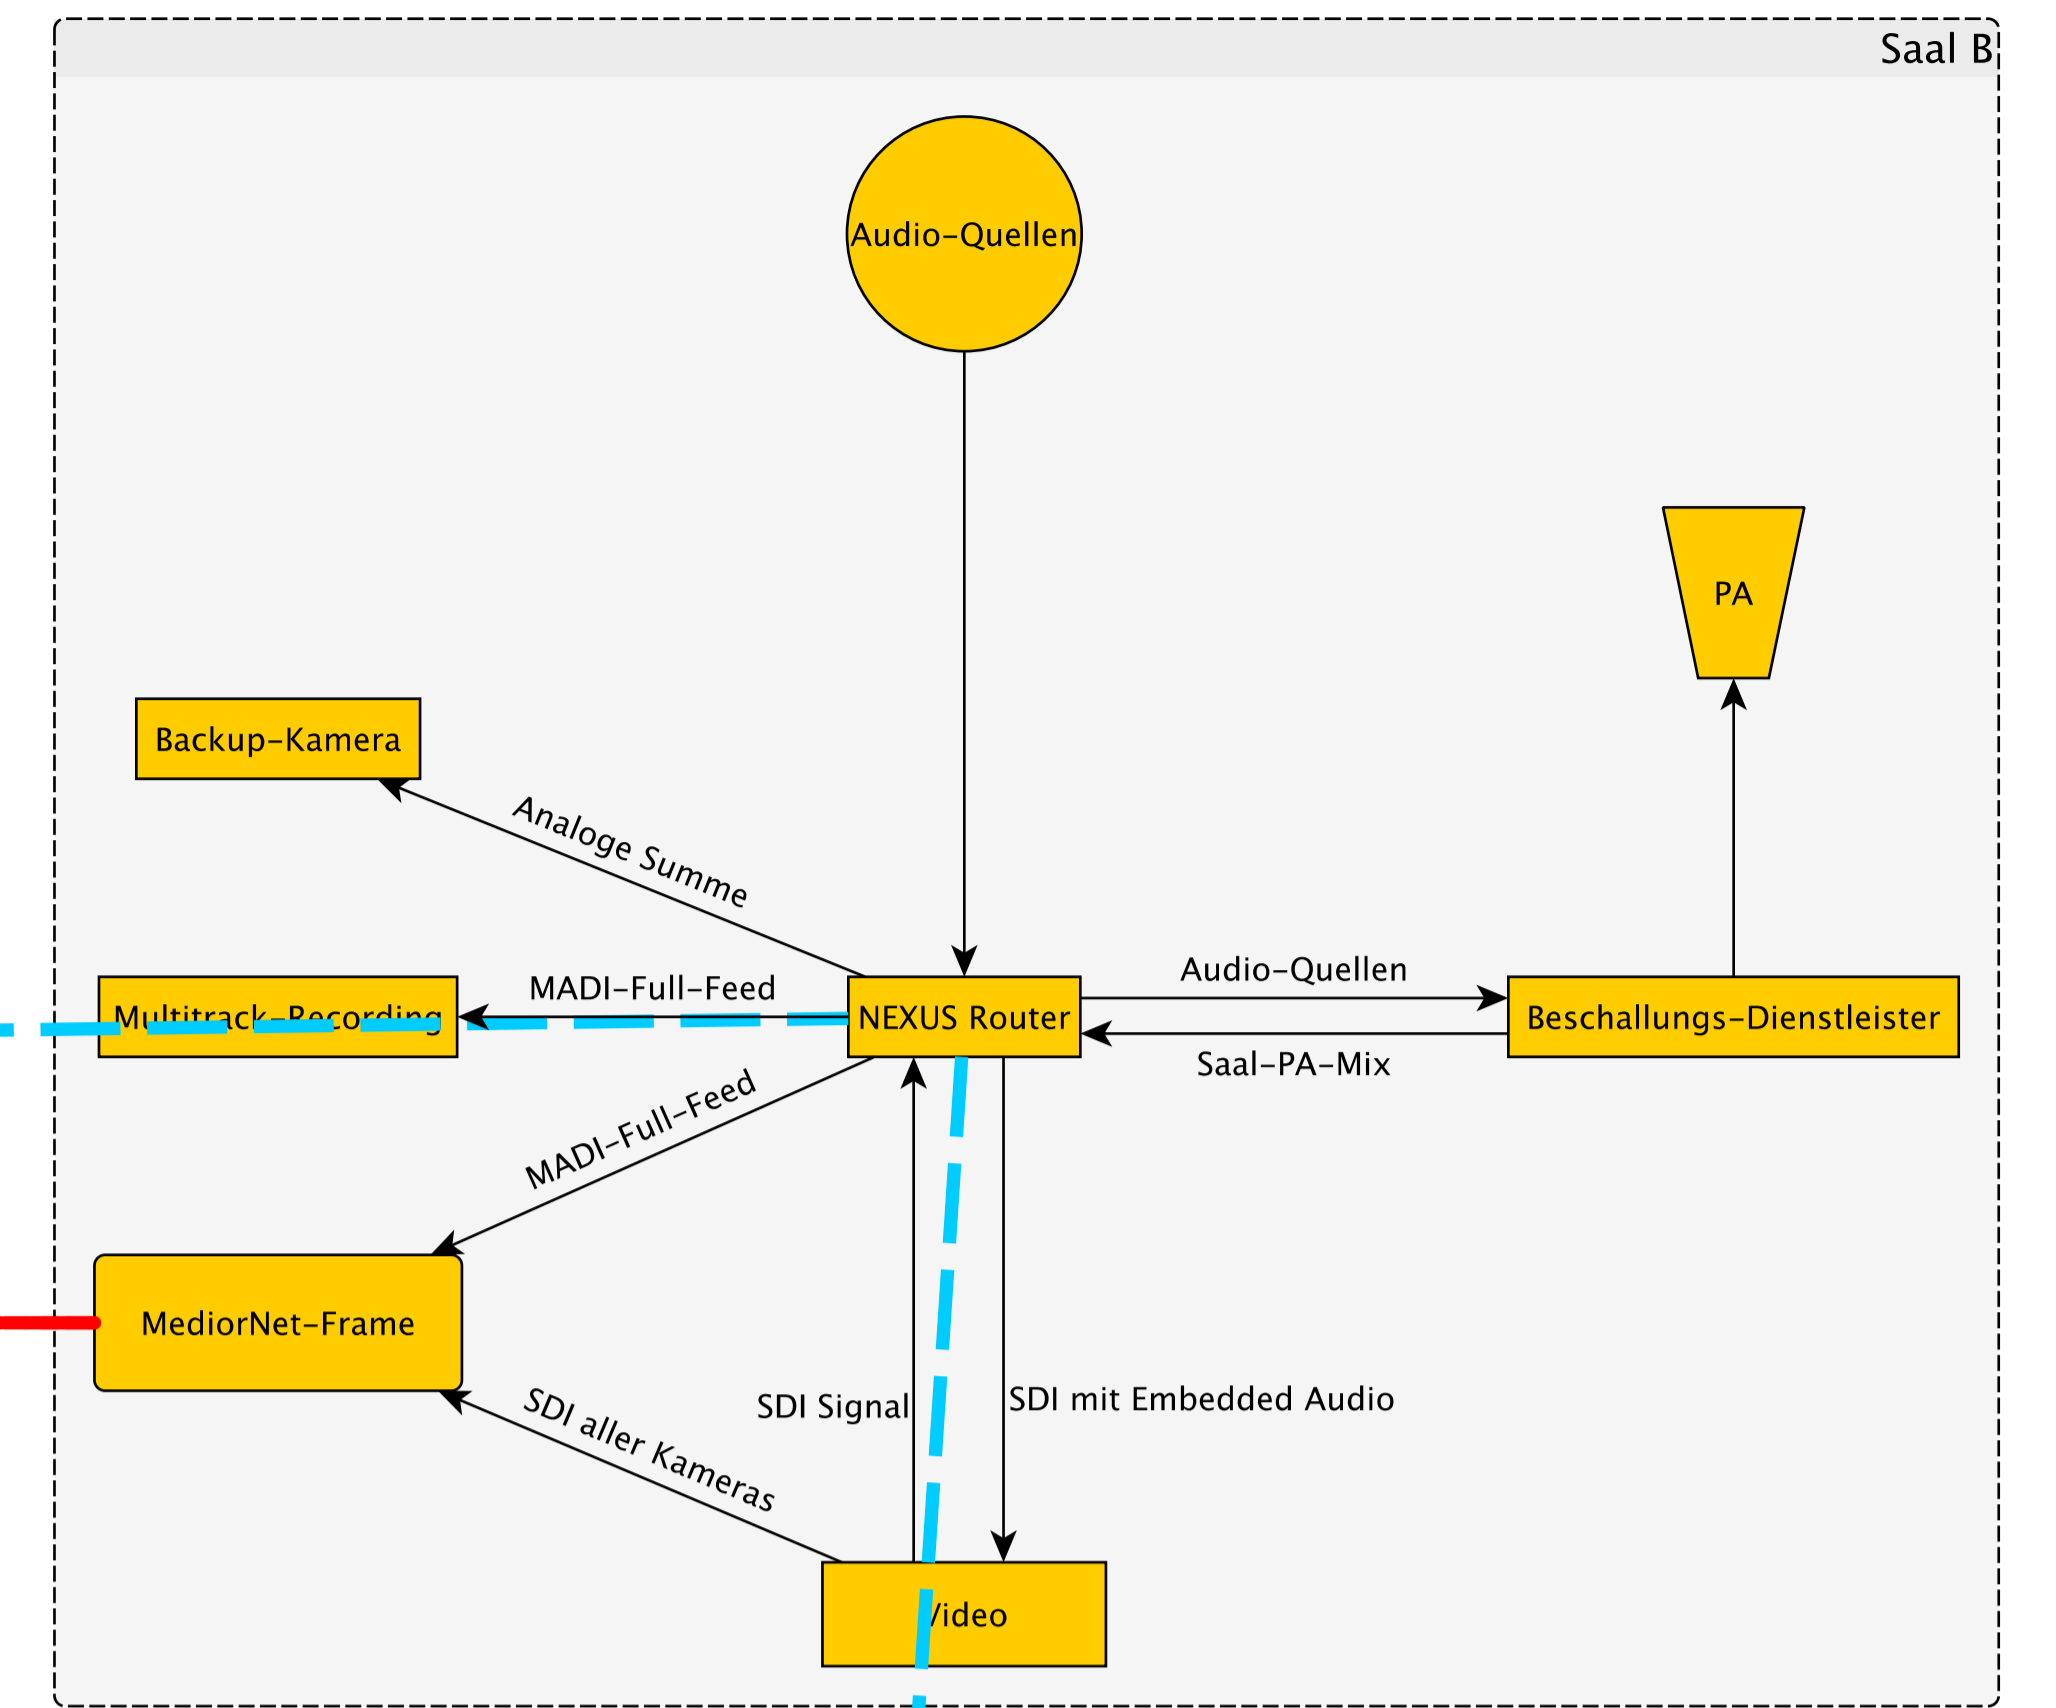 Saal B
Audio-Quellen
PA
Backup-Kamera
Analoge Summe
Audio-Quellen
MADI-Full-Feed
Multitrack-Recording
NEXUS Router
Beschallungs-Dienstleister
Saal-PA-Mix
MADI-Full-Feed
MediorNet-Frame
SDI aller Kameras
SDI Signal
SDI mit Embedded Audio
Video